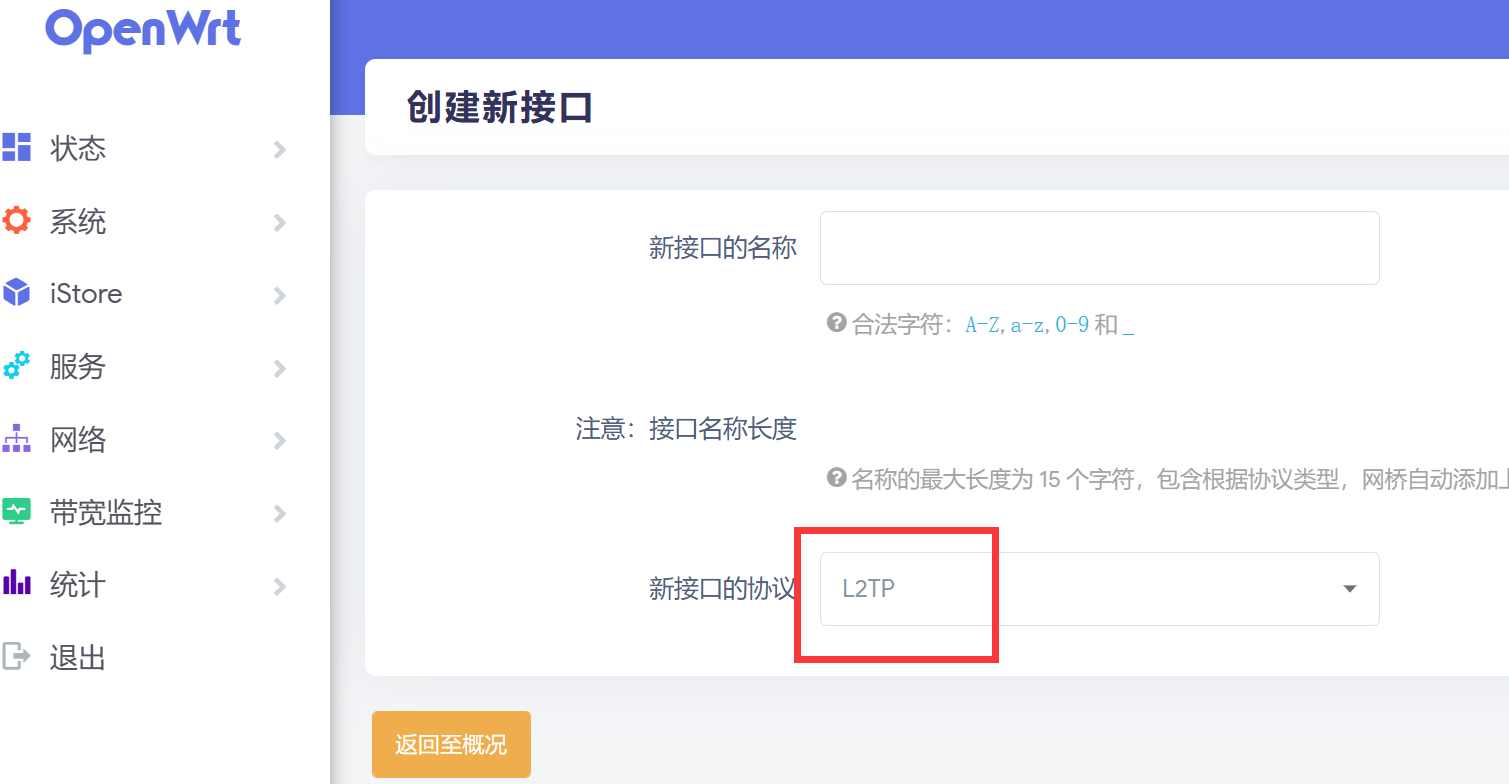 OpenWrt
状态
系统
iStore
服务
网络
带宽监控
统计
退出
创建新接口
新接口的名称
合法字符：A-Z, a-z, 0-9 和 _
注意：接口名称长度
名称的最大长度为 15 个字符，包含根据协议类型，网桥自动添加
新接口的协议
L2TP
返回至概况